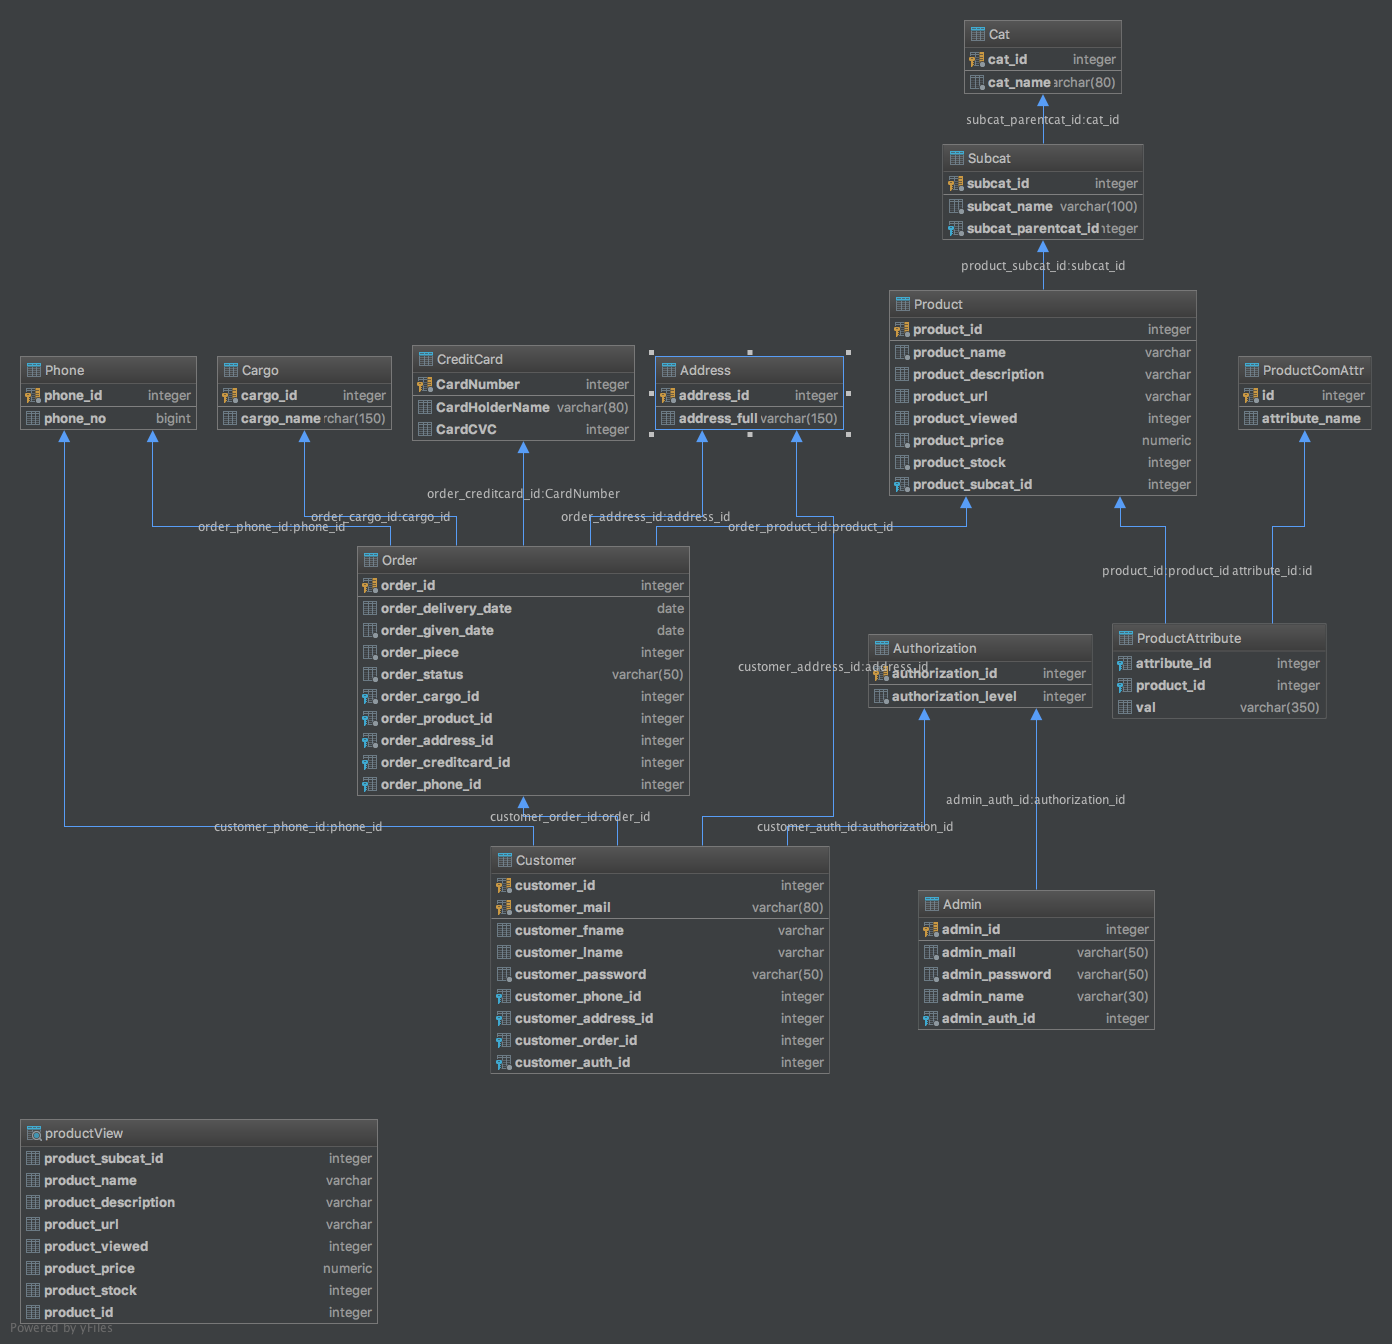 Cat
cat_id integer
cat_name archar(80)
subcat_parentcat_id:cat_id
Subcat
subcat_id integer
subcat_name varchar(100)
subcat_parentcat_id nteger
product_subcat_id:subcat_id
Product
product_id integer
product_name varchar
product_description varchar
product_url varchar
product_viewed integer
product_price numeric
product_stock integer
product_subcat_id integer
Phone
phone_id integer
phone_no bigint
Cargo
cargo_id integer
cargo_name rchar(150)
CreditCard
CardNumber integer
CardHolderName varchar(80)
CardCVC integer
Address
address_id integer
address_full varchar(150)
ProductComAttr
id integer
attribute_name
order_creditcard_id:CardNumber
order_phone_id:phone_id
order_cargo_id:cargo_id
order_address_id:address_id
order_product_id:product_id
product_id:product_id
attribute_id:id
Order
order_id integer
order_delivery_date date
order_given_date date
order_piece integer
order_status varchar(50)
order_cargo_id integer
order_product_id integer
order_address_id integer
order_creditcard_id integer
order_phone_id integer
customer_address_id:address_id
Authorization
authorization_id integer
authorization_level integer
ProductAttribute
attribute_id integer
product_id integer
val varchar(350)
admin_auth_id:authorization_id
customer_phone_id:phone_id
customer_order_id:order_id
customer_auth_id:authorization_id
Customer
customer_id integer
customer_mail varchar(80)
customer_fname varchar
customer_lname varchar
customer_password varchar(50)
customer_phone_id integer
customer_address_id integer
customer_order_id integer
customer_auth_id integer
Admin
admin_id integer
admin_mail varchar(50)
admin_password varchar(50)
admin_name varchar(30)
admin_auth_id integer
productView
product_subcat_id integer
product_name varchar
product_description varchar
product_url varchar
product_viewed integer
product_price numeric
product_stock integer
product_id integer
Powered by yFiles